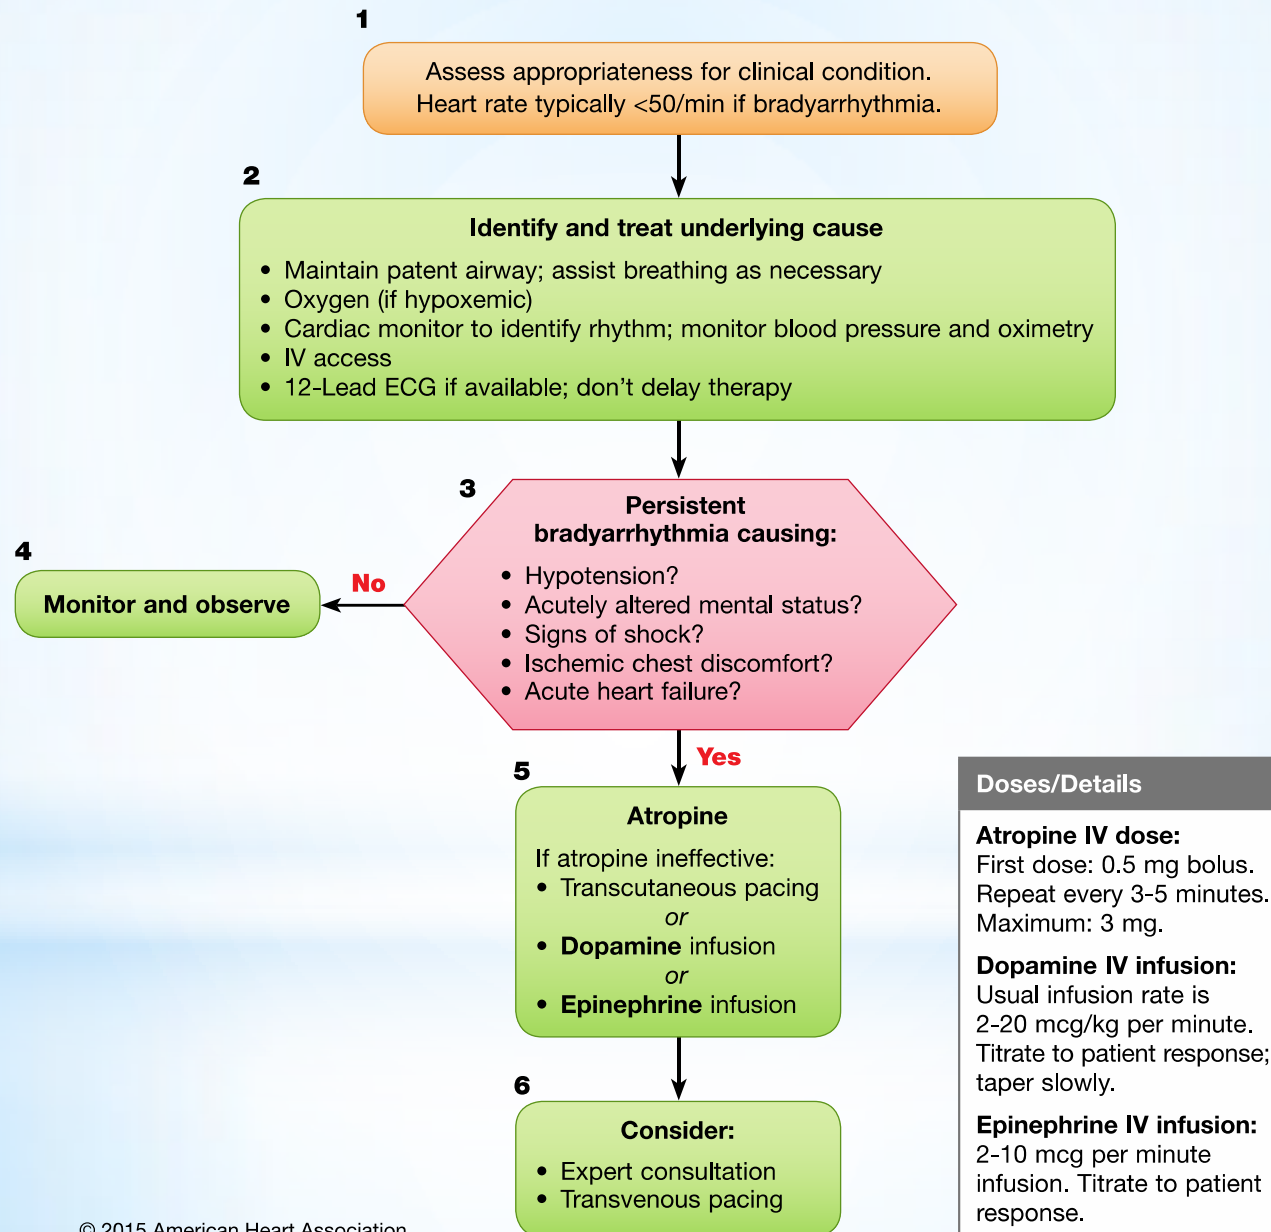 1
Assess appropriateness for clinical condition.
Heart rate typically <50/min if bradyarrhythmia.
2
Identify and treat underlying cause
• Maintain patent airway; assist breathing as necessary
• Oxygen (if hypoxemic)
• Cardiac monitor to identify rhythm; monitor blood pressure and oximetry
• IV access
• 12-Lead ECG if available; don't delay therapy
3
Persistent
bradyarrhythmia causing:
• Hypotension?
• Acutely altered mental status?
• Signs of shock?
• Ischemic chest discomfort?
• Acute heart failure?
4
No
Monitor and observe
Yes
5
Atropine
If atropine ineffective:
• Transcutaneous pacing
or
• Dopamine infusion
or
• Epinephrine infusion
6
Consider:
• Expert consultation
• Transvenous pacing
Doses/Details
Atropine IV dose:
First dose: 0.5 mg bolus.
Repeat every 3-5 minutes.
Maximum: 3 mg.
Dopamine IV infusion:
Usual infusion rate is
2-20 mcg/kg per minute.
Titrate to patient response;
taper slowly.
Epinephrine IV infusion:
2-10 mcg per minute
infusion. Titrate to patient
response.
© 2015 American Heart Association